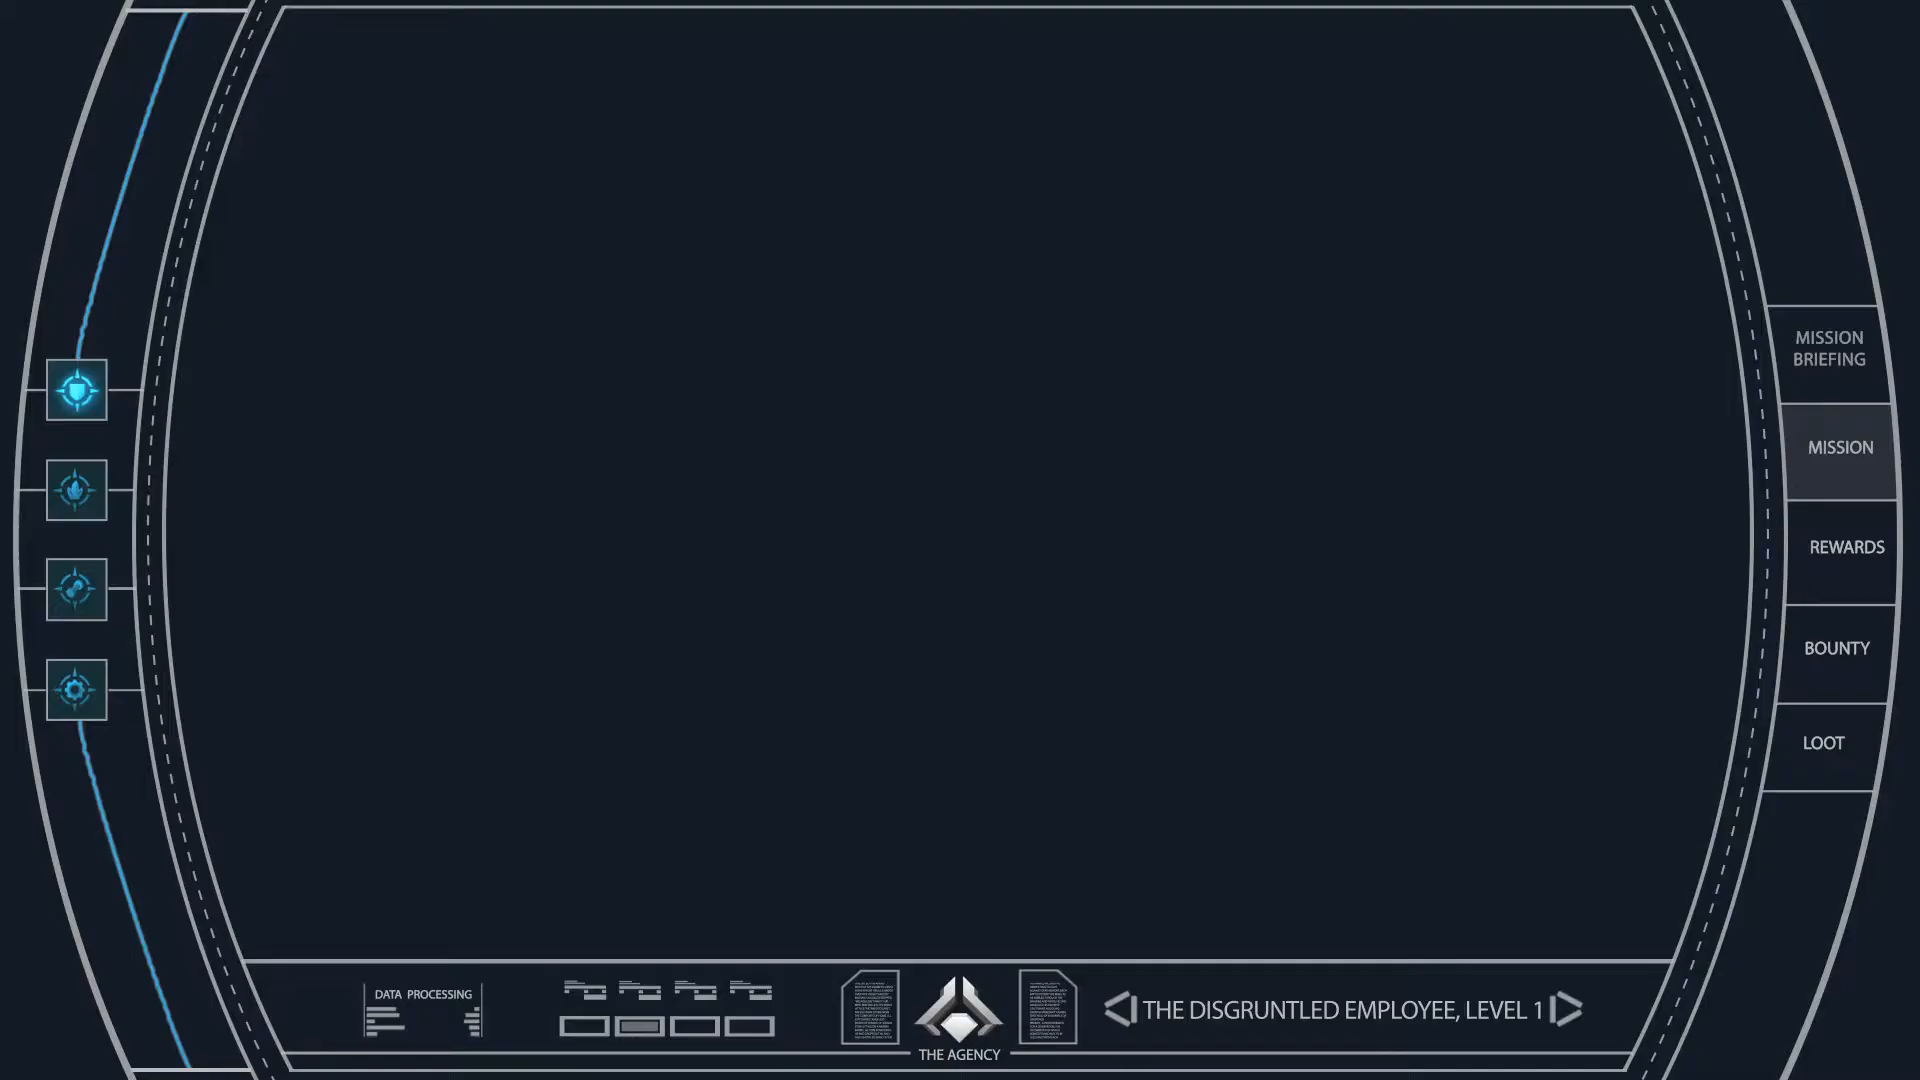 MISSION
BRIEFING
MISSION
REWARDS
BOUNTY
LOOT
DATA PROCESSING
THE AGENCY
THE DISGRUNTLED EMPLOYEE, LEVEL 1